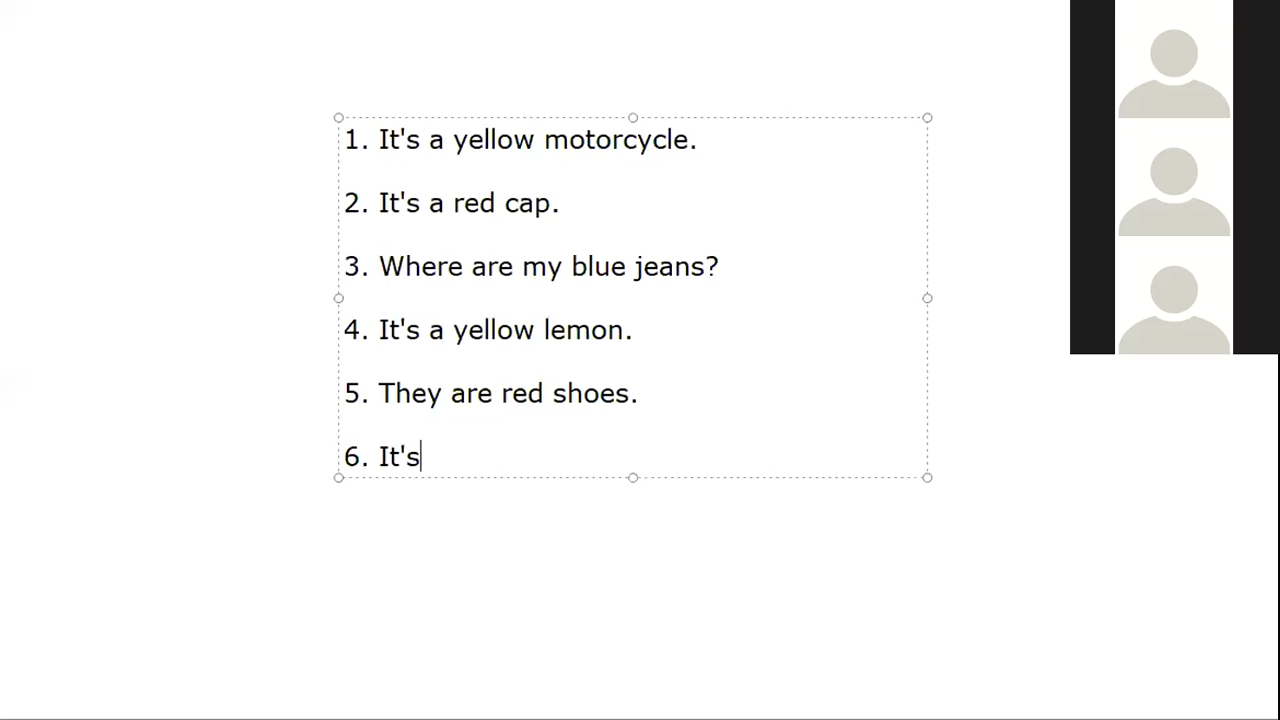 1. It's a yellow motorcycle.
2. It's a red cap.
3. Where are my blue jeans?
4. It's a yellow lemon.
5. They are red shoes.
6. It's